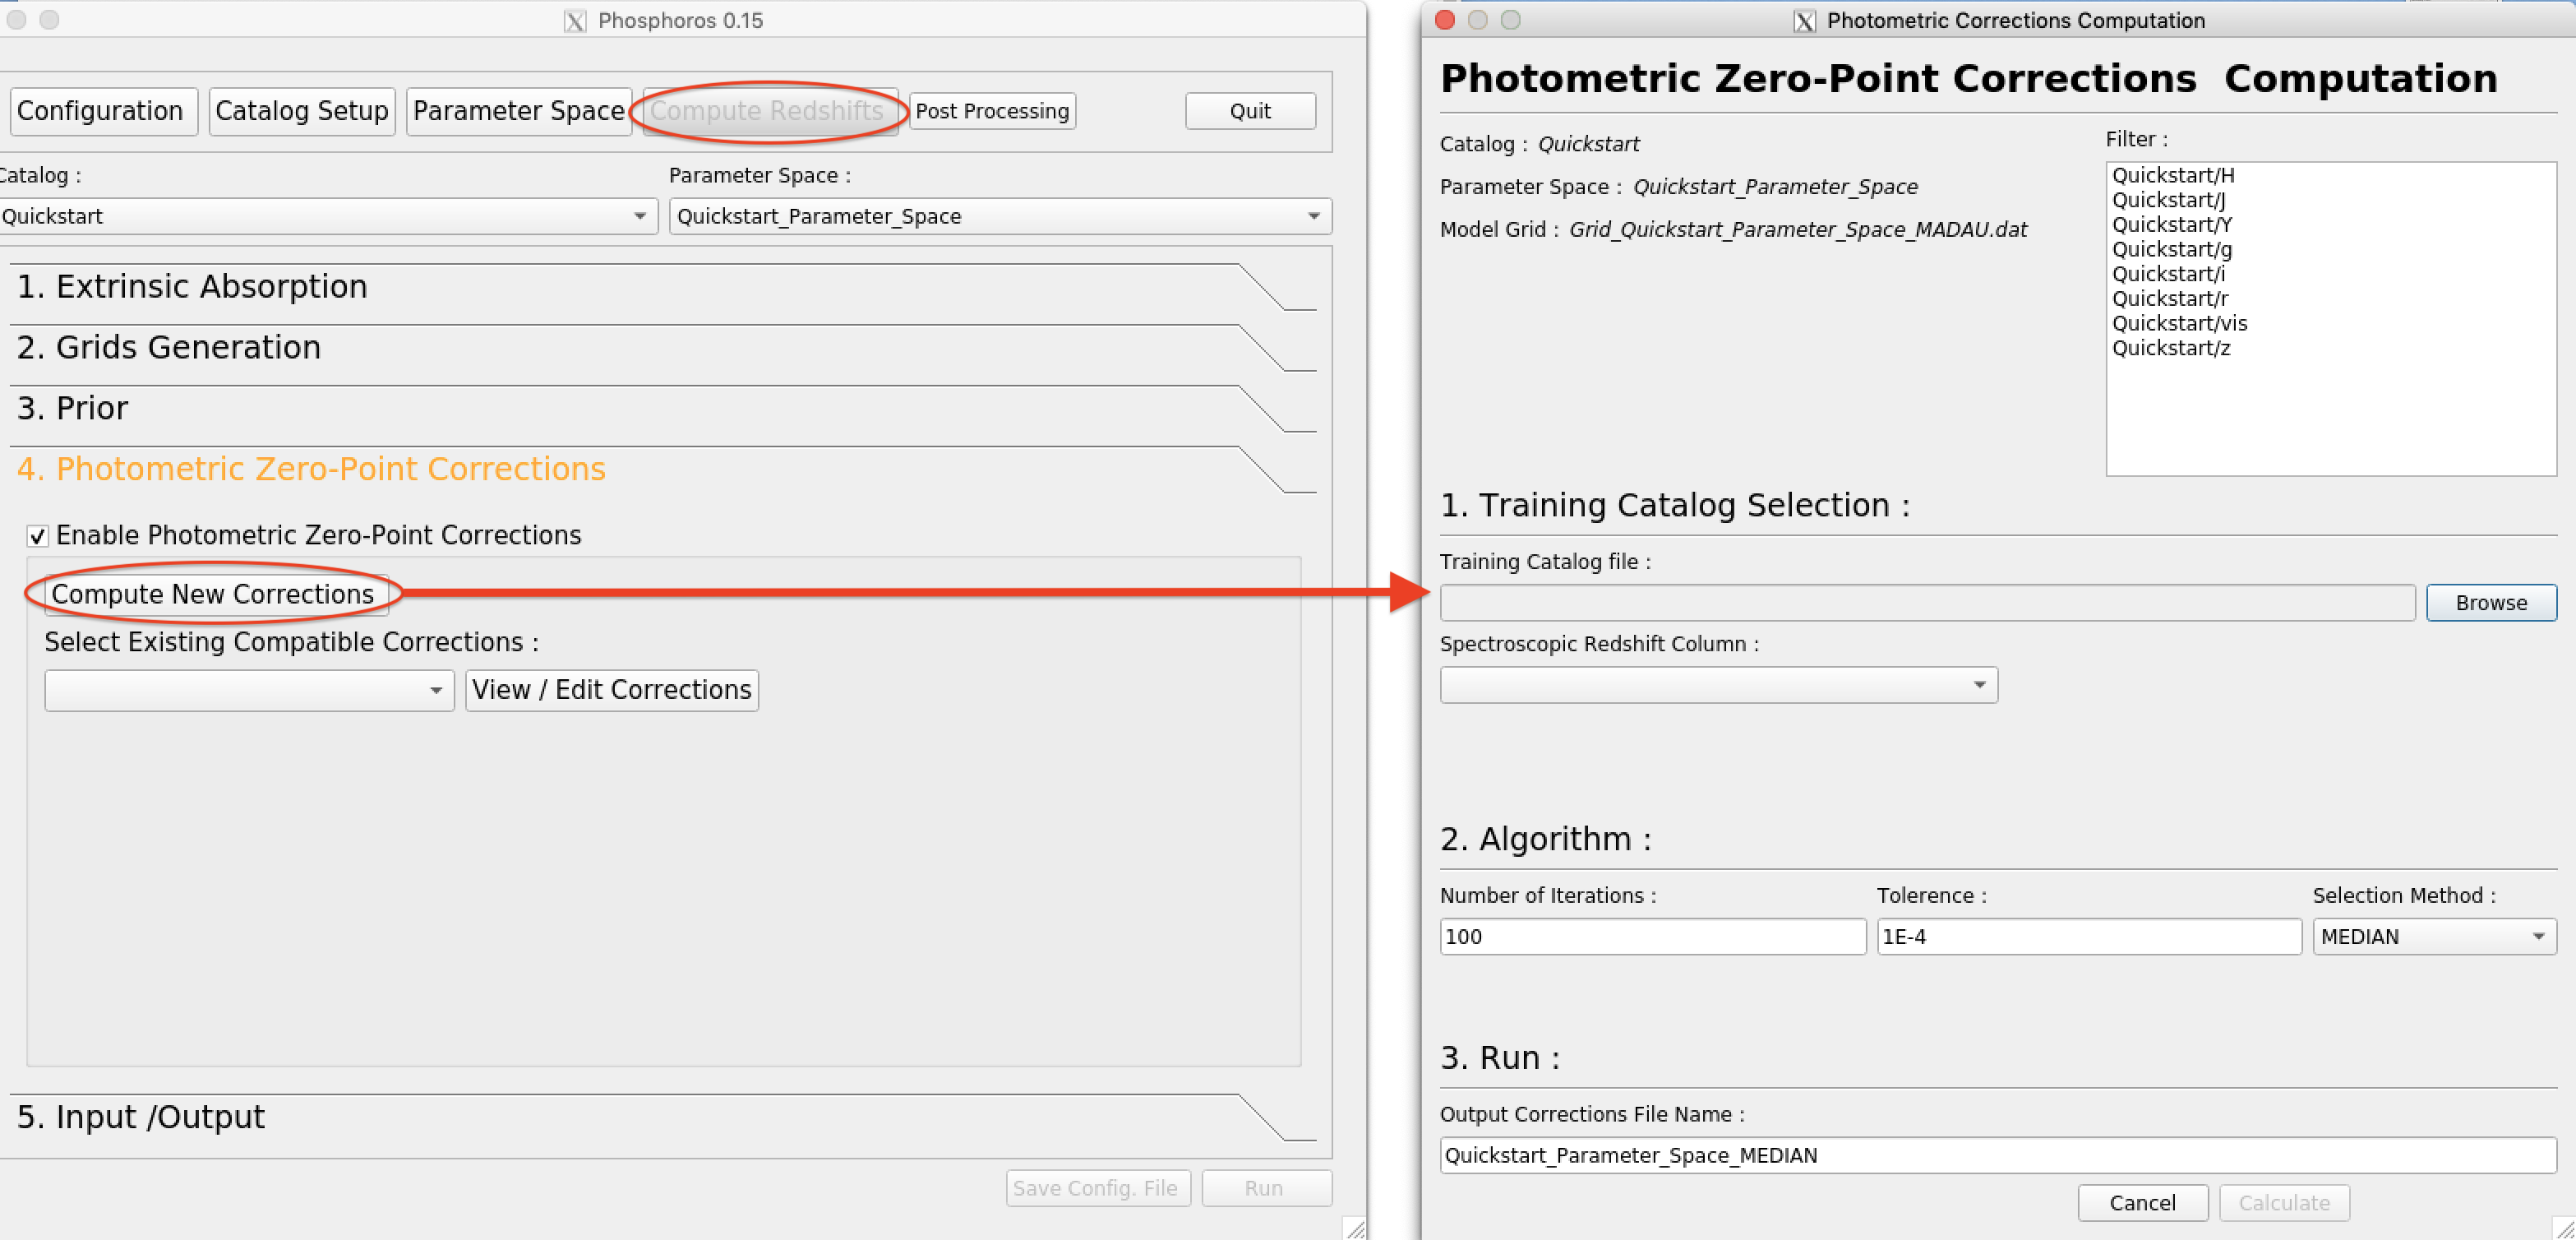 Phosphoros 0.15
Configuration Catalog Setup Parameter Space Compute Redshifts Post Processing Quit
Catalog : Parameter Space :
Quickstart Quickstart_Parameter_Space
1. Extrinsic Absorption
2. Grids Generation
3. Prior
4. Photometric Zero-Point Corrections
Enable Photometric Zero-Point Corrections
Compute New Corrections
Select Existing Compatible Corrections :
View / Edit Corrections
5. Input /Output
Save Config. File Run
Photometric Corrections Computation
Photometric Zero-Point Corrections Computation
Catalog : Quickstart
Parameter Space : Quickstart_Parameter_Space
Model Grid : Grid_Quickstart_Parameter_Space_MADAU.dat
Filter :
Quickstart/H
Quickstart/J
Quickstart/Y
Quickstart/g
Quickstart/i
Quickstart/r
Quickstart/vis
Quickstart/z
1. Training Catalog Selection :
Training Catalog file :
Browse
Spectroscopic Redshift Column :
2. Algorithm :
Number of Iterations : Tolerence : Selection Method :
100 1E-4 MEDIAN
3. Run :
Output Corrections File Name :
Quickstart_Parameter_Space_MEDIAN
Cancel Calculate